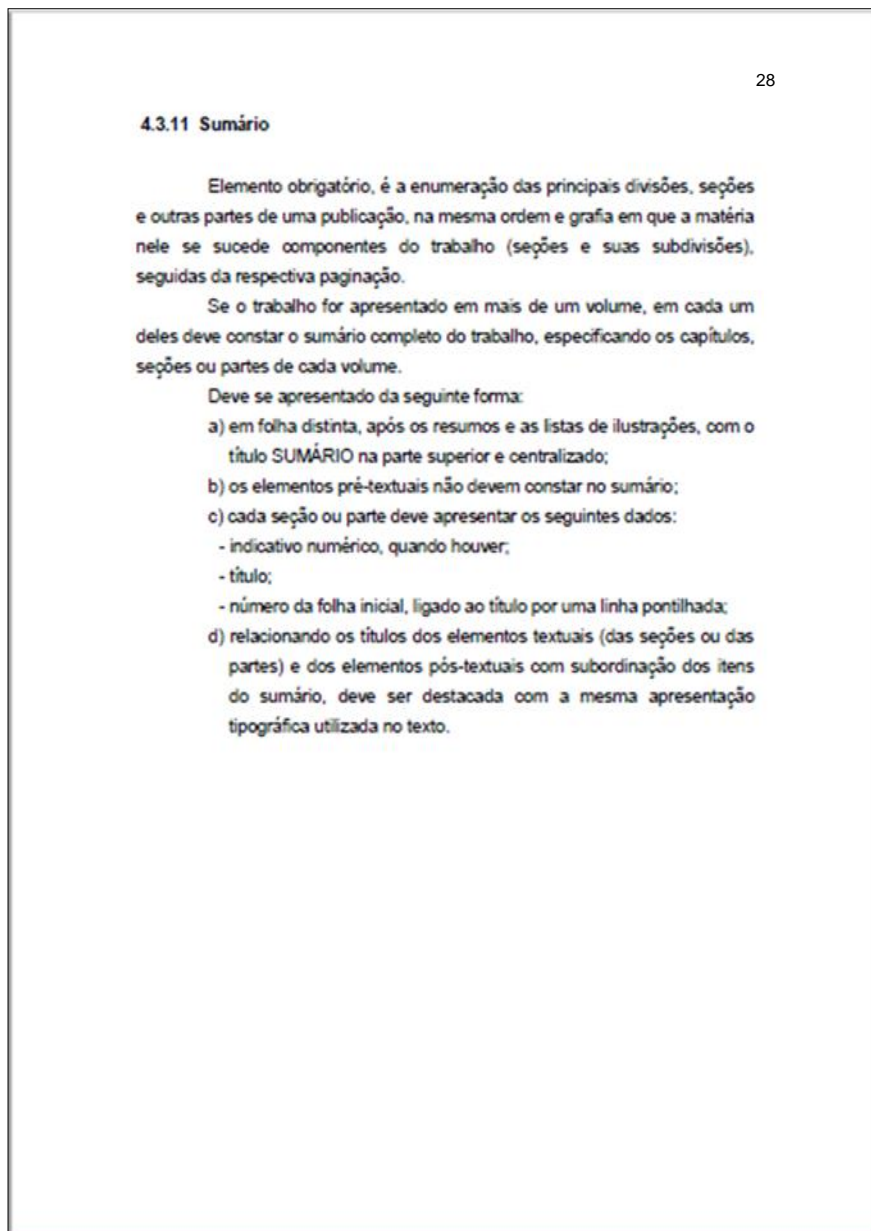 28
4.3.11 Sumário
Elemento obrigatório, é a enumeração das principais divisões, seções
e outras partes de uma publicação, na mesma ordem e grafia em que a matéria
nele se sucede componentes do trabalho (seções e suas subdivisões),
seguidas da respectiva paginação.
Se o trabalho for apresentado em mais de um volume, em cada um
deles deve constar o sumário completo do trabalho, especificando os capítulos,
seções ou partes de cada volume.
Deve se apresentado da seguinte forma:
a) em folha distinta, após os resumos e as listas de ilustrações, com o
título SUMÁRIO na parte superior e centralizado;
b) os elementos pré-textuais não devem constar no sumário;
c) cada seção ou parte deve apresentar os seguintes dados:
- indicativo numérico, quando houver;
- título;
- número da folha inicial, ligado ao título por uma linha pontilhada;
d) relacionando os títulos dos elementos textuais (das seções ou das
partes) e dos elementos pós-textuais com subordinação dos itens
do sumário, deve ser destacada com a mesma apresentação
tipográfica utilizada no texto.